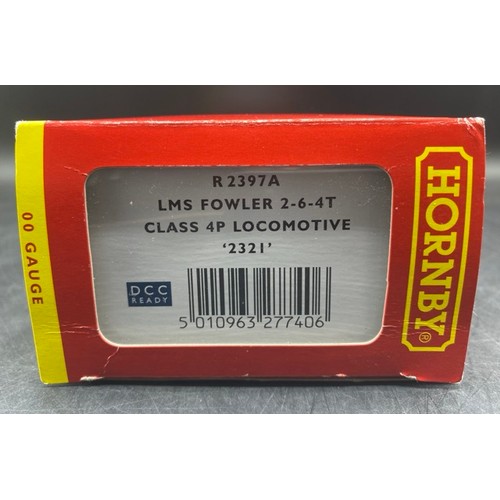 00 GAUGE
R2397A
LMS FOWLER 2-6-4T
CLASS 4P LOCOMOTIVE
'2321'
DCC
READY
5 010963 277406
HORNBY®